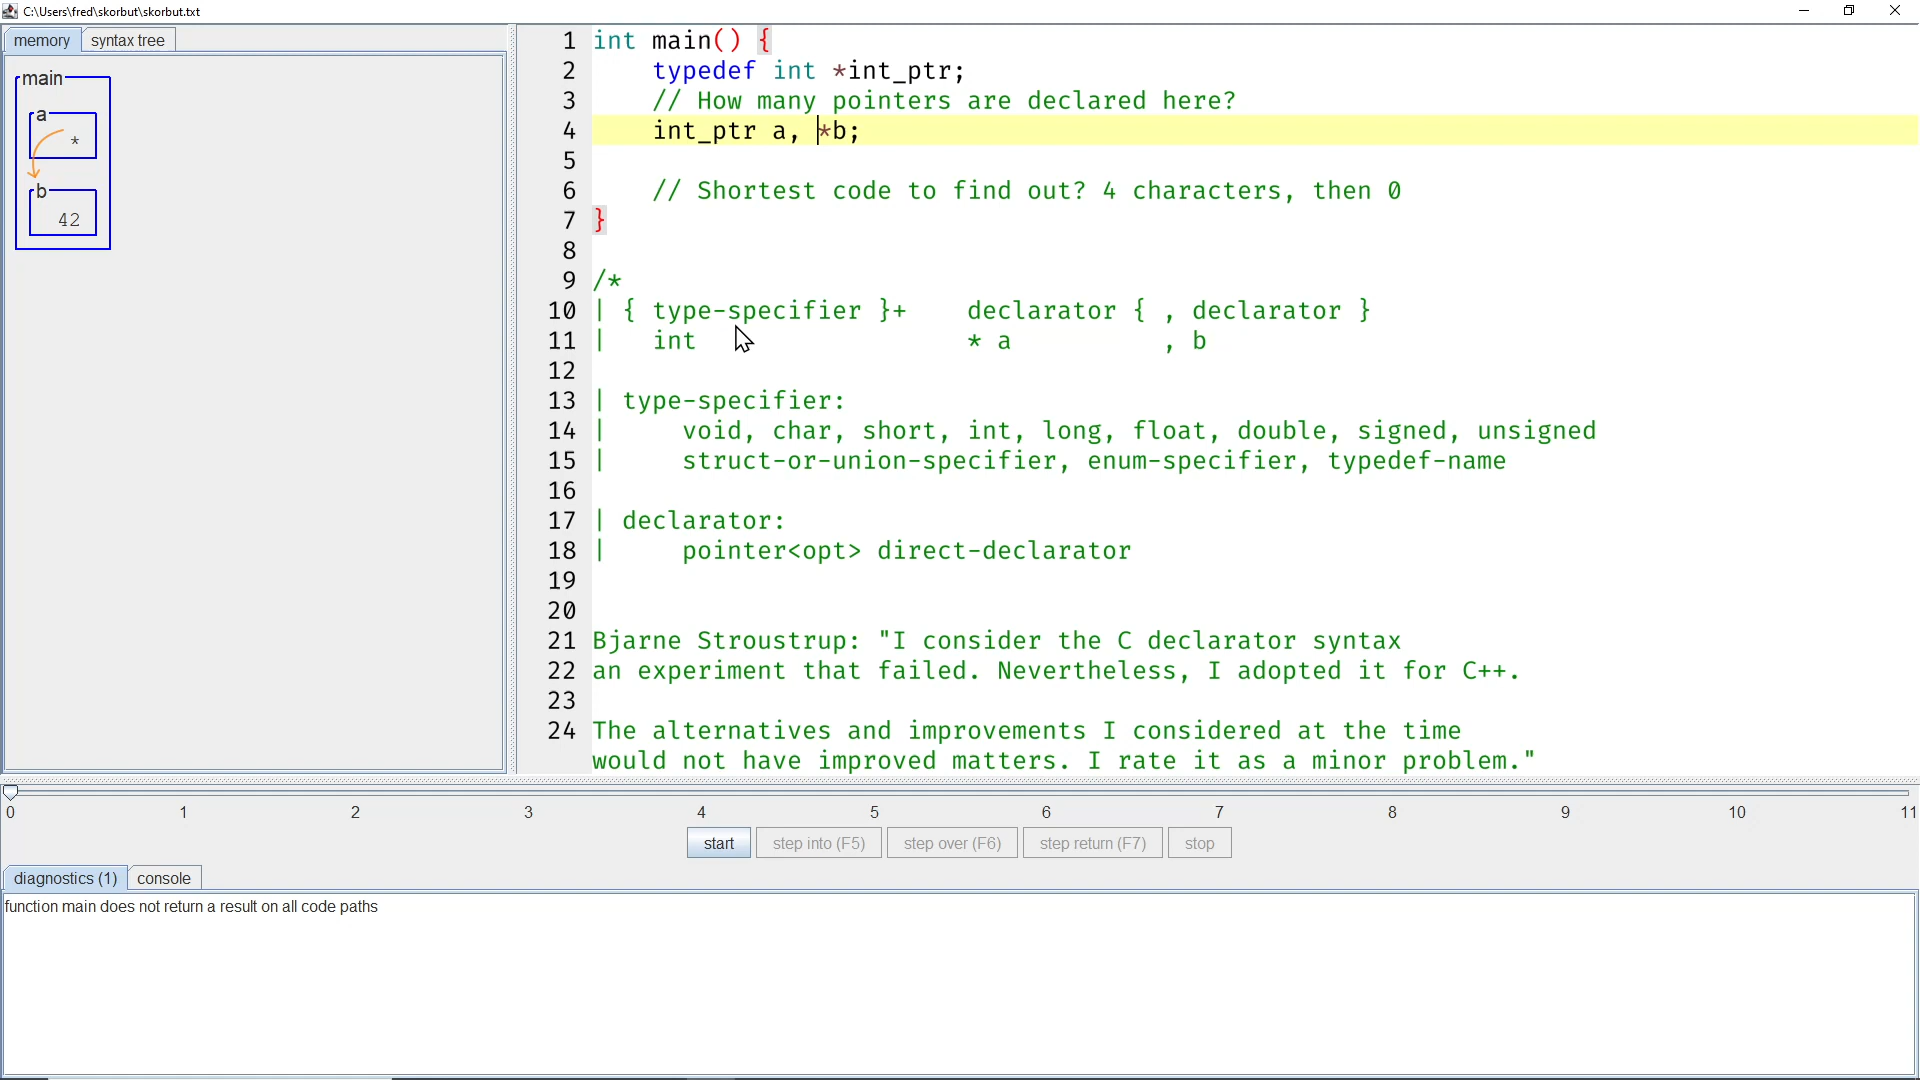 C:\Users\fred\skorbut\skorbut.txt
memory syntax tree
main
a
*
b
42
1 int main() {
2 typedef int *int_ptr;
3 // How many pointers are declared here?
4 int_ptr a, *b;
5
6 // Shortest code to find out? 4 characters, then 0
7 }
8
9 /*
10 | { type-specifier }+ declarator { , declarator }
11 | int * a , b
12
13 | type-specifier:
14 | void, char, short, int, long, float, double, signed, unsigned
15 | struct-or-union-specifier, enum-specifier, typedef-name
16
17 | declarator:
18 | pointer<opt> direct-declarator
19
20
21 Bjarne Stroustrup: "I consider the C declarator syntax
22 an experiment that failed. Nevertheless, I adopted it for C++.
23
24 The alternatives and improvements I considered at the time
would not have improved matters. I rate it as a minor problem."
0 1 2 3 4 5 6 7 8 9 10 11
start step into (F5) step over (F6) step return (F7) stop
diagnostics (1) console
function main does not return a result on all code paths